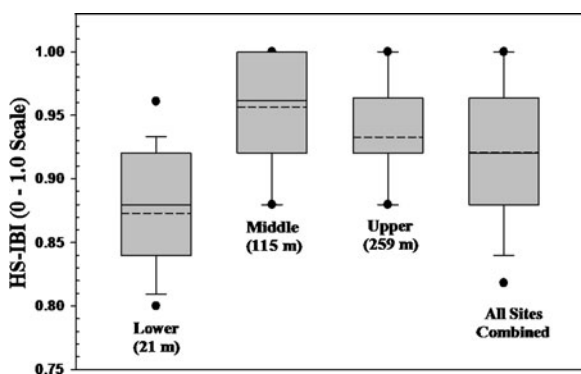 HS-IBI (0 - 1.0 Scale)
1.00
0.95
0.90
0.85
0.80
0.75
Lower
(21 m)
Middle
(115 m)
Upper
(259 m)
All Sites
Combined